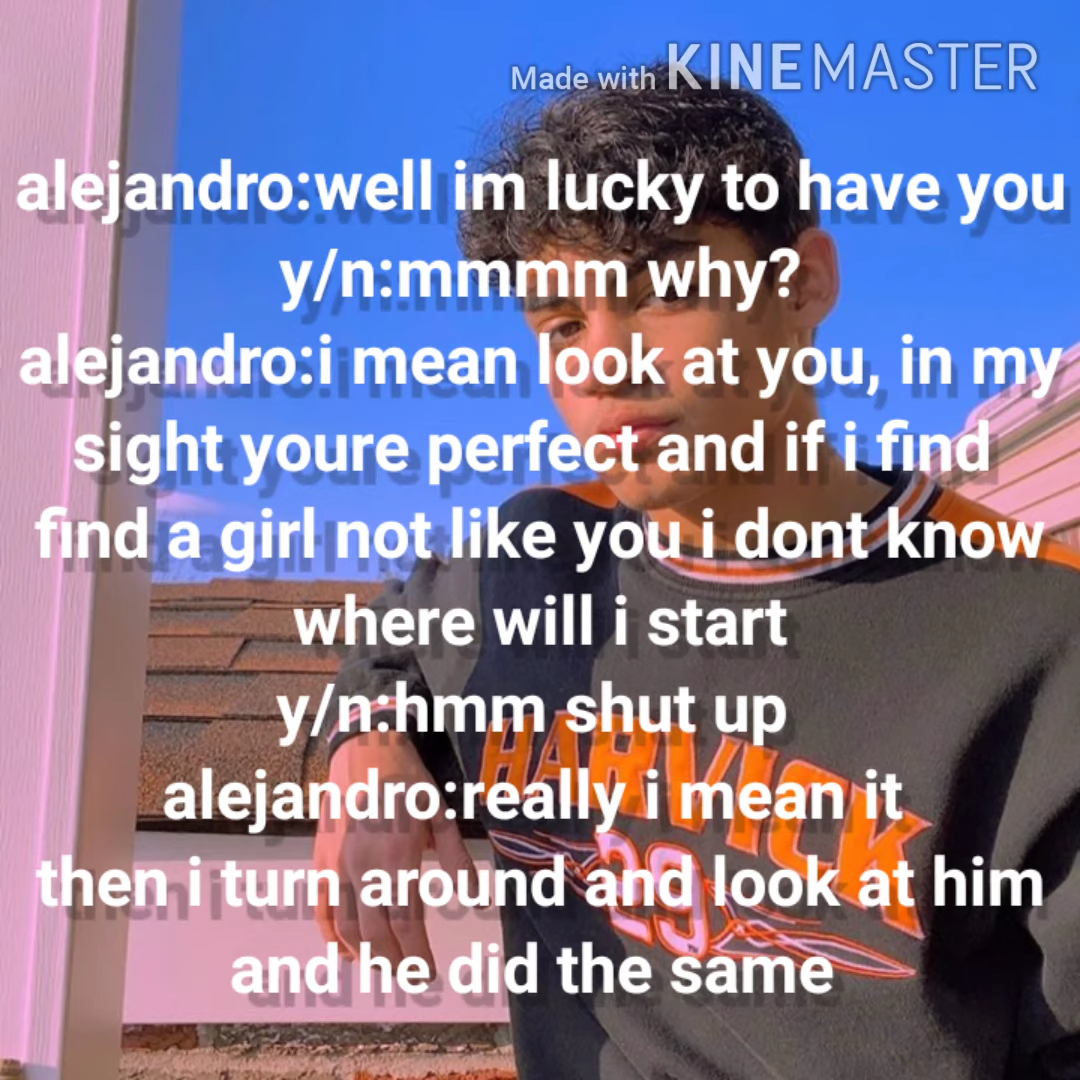 Made with KINEMASTER
alejandro:well im lucky to have you
y/n:mmmm why?
alejandro:i mean look at you, in my
sight youre perfect and if i find
find a girl not like you i dont know
where will i start
y/n:hmm shut up
alejandro:really i mean it
then i turn around and look at him
and he did the same
HARVICK
29